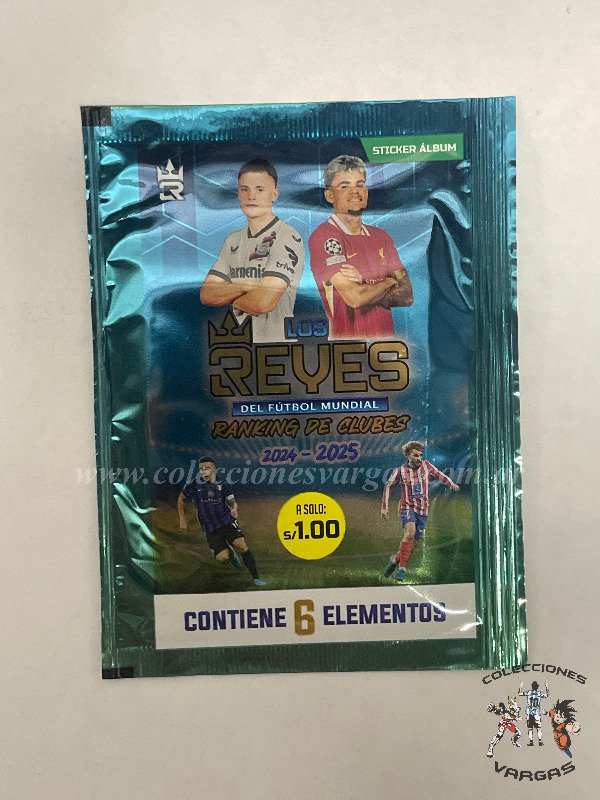 STICKER ÁLBUM
LOS
REYES
DEL FÚTBOL MUNDIAL
RANKING DE CLUBES
2024 - 2025
www.coleccionesvargas.com.ar
A SOLO:
S/1.00
CONTIENE 6 ELEMENTOS
COLECCIONES
VARGAS